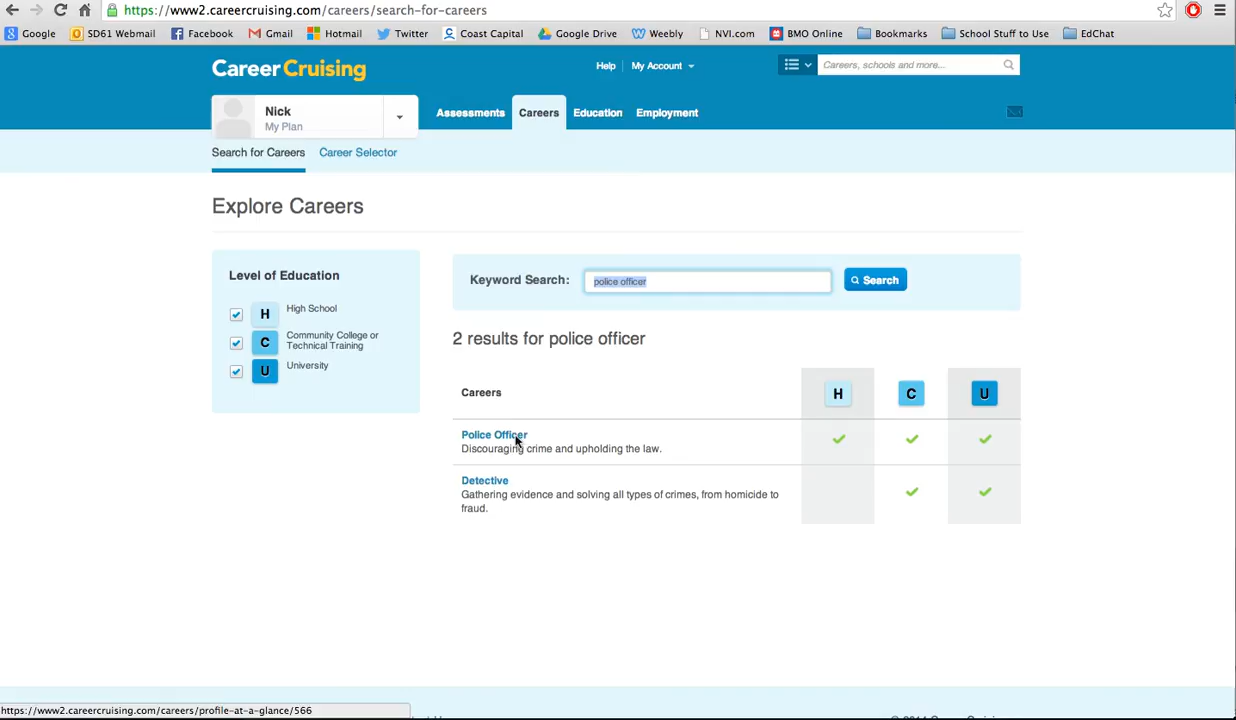 https://www2.careercruising.com/careers/search-for-careers
Google SD61 Webmail Facebook Gmail Hotmail Twitter Coast Capital Google Drive Weebly NVI.com BMO Online Bookmarks School Stuff to Use EdChat
CareerCruising
Help My Account
Careers, schools and more...
Nick
My Plan
Assessments Careers Education Employment
Search for Careers Career Selector
Explore Careers
Level of Education
H High School
C Community College or
Technical Training
U University
Keyword Search: police officer Search
2 results for police officer
Careers H C U
Police Officer
Discouraging crime and upholding the law.
Detective
Gathering evidence and solving all types of crimes, from homicide to
fraud.
https://www2.careercruising.com/careers/profile-at-a-glance/566